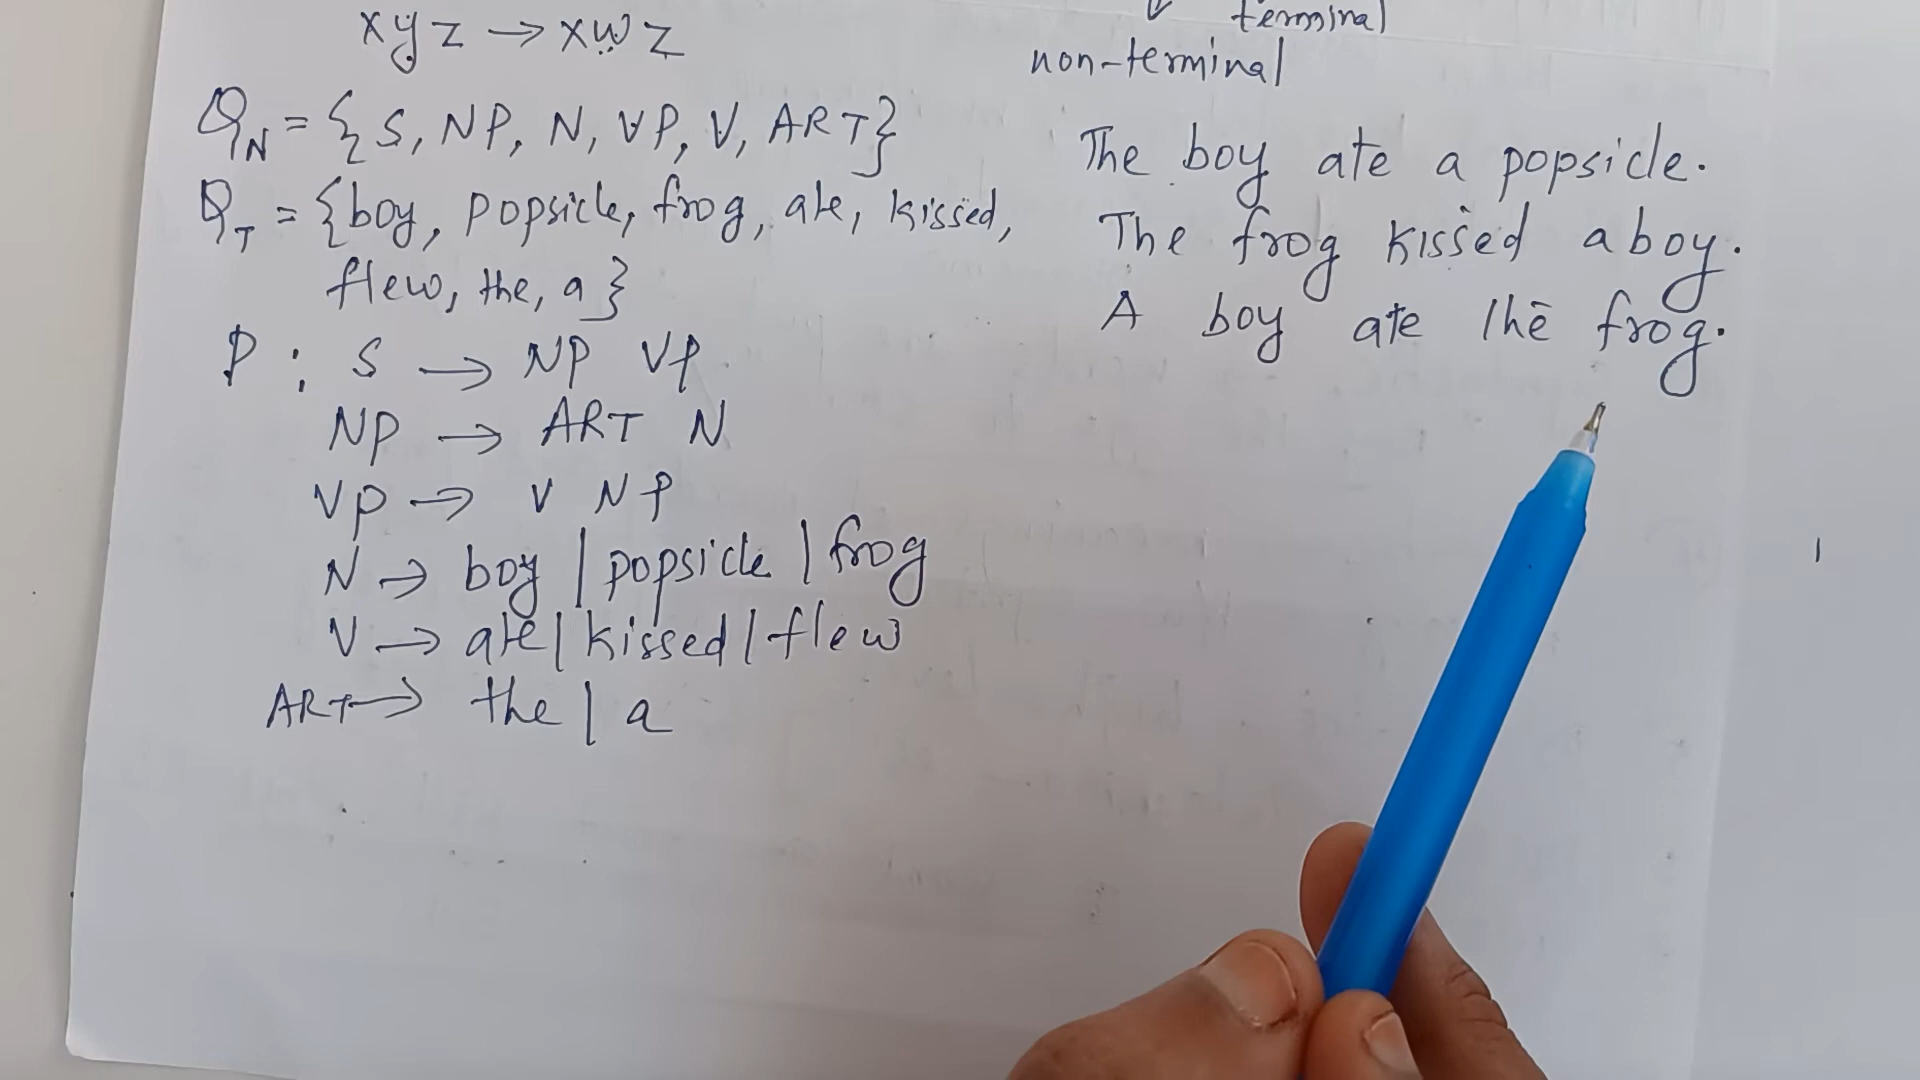 xyz → xwz
terminal
non-terminal
Q_N = {S, NP, N, VP, V, ART}
Q_T = {boy, popsicle, frog, ate, kissed,
flew, the, a}
P : S → NP VP
NP → ART N
VP → V NP
N → boy | popsicle | frog
V → ate | kissed | flew
ART → the | a
The boy ate a popsicle.
The frog kissed a boy.
A boy ate the frog.